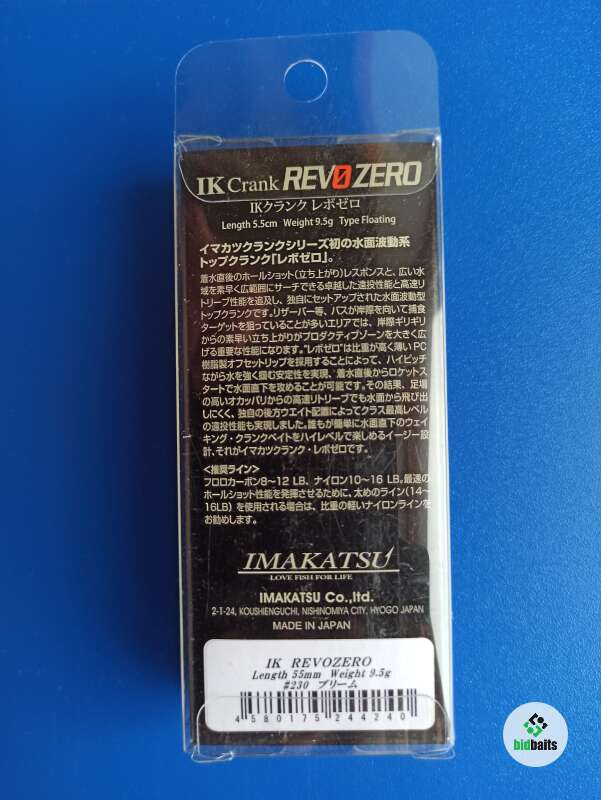 IK Crank REVO ZERO
IKクランク レボゼロ
Length 5.5cm Weight 9.5g Type Floating
イマカツクランクシリーズ初の水面波動系
トップクランク「レボゼロ」。
着水直後のホールショット(立ち上がり)レスポンスと、広い水
域を素早く広範囲にサーチできる卓越した遠投性能と高速リ
トリーブ性能を追及し、独自にセットアップされた水面波動型
トップクランクです。リザーバー等、バスが岸際を向いて捕食
ターゲットを狙っていることが多いエリアでは、岸際ギリギリ
からの素早い立ち上がりがプロダクティブゾーンを大きく広
げる重要な性能になります。"レボゼロ"は比重が高く薄いPC
樹脂製オフセットリップを採用することによって、ハイピッチ
ながら水を強く掴む安定性を実現、着水直後からロケットス
タートで水面直下を攻めることが可能です。その結果、足場
の高いオカッパリからの高速リトリーブでも水面から飛び出
しにくく、独自の後方ウエイト配置によってクラス最高レベル
の遠投性能も実現しました。誰もが簡単に水面直下のウェイ
キング・クランクベイトをハイレベルで楽しめるイージー設
計、それがイマカツクランク・レボゼロです。
<推奨ライン>
フロロカーボン8〜12 LB、ナイロン10〜16 LB。最速の
ホールショット性能を発揮させるために、太めのライン(14〜
16LB)を使用される場合は、比重の軽いナイロンラインを
お勧めします。
IMAKATSU
LOVE FISH FOR LIFE
IMAKATSU Co.,ltd.
2-1-24, KOUSHIENGUCHI, NISHINOMIYA CITY, HYOGO JAPAN
MADE IN JAPAN
IK REVOZERO
Length 55mm Weight 9.5g
#230 ブリーム
4 580175 244240
bidbaits